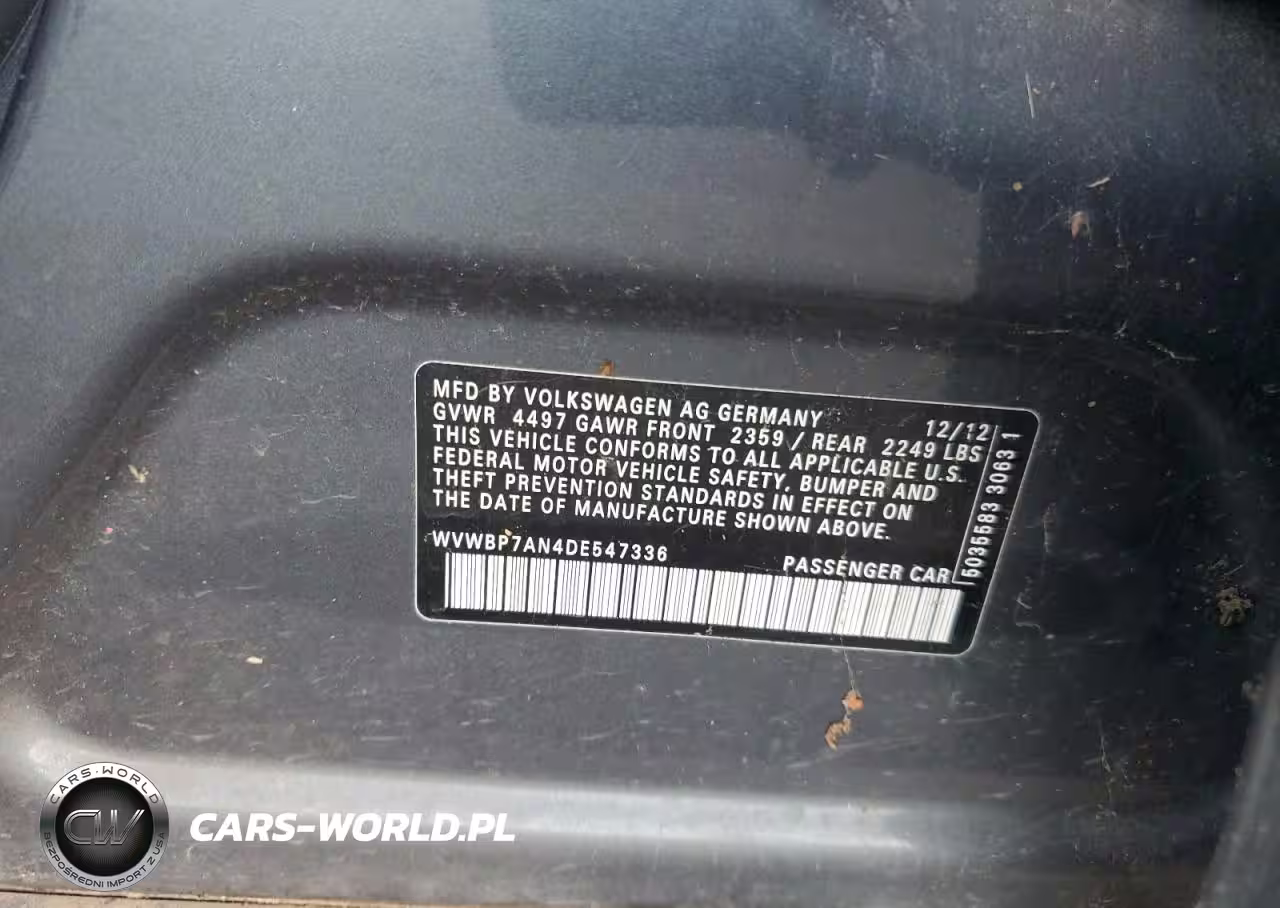 MFD BY VOLKSWAGEN AG GERMANY 12/12
GVWR 4497 GAWR FRONT 2359 / REAR 2249 LBS
THIS VEHICLE CONFORMS TO ALL APPLICABLE U.S.
FEDERAL MOTOR VEHICLE SAFETY, BUMPER AND
THEFT PREVENTION STANDARDS IN EFFECT ON
THE DATE OF MANUFACTURE SHOWN ABOVE.
WVWBP7AN4DE547336
PASSENGER CAR
5035583 3063 1
CARS-WORLD
CW
BEZPOŚREDNI IMPORT Z USA
CARS-WORLD.PL